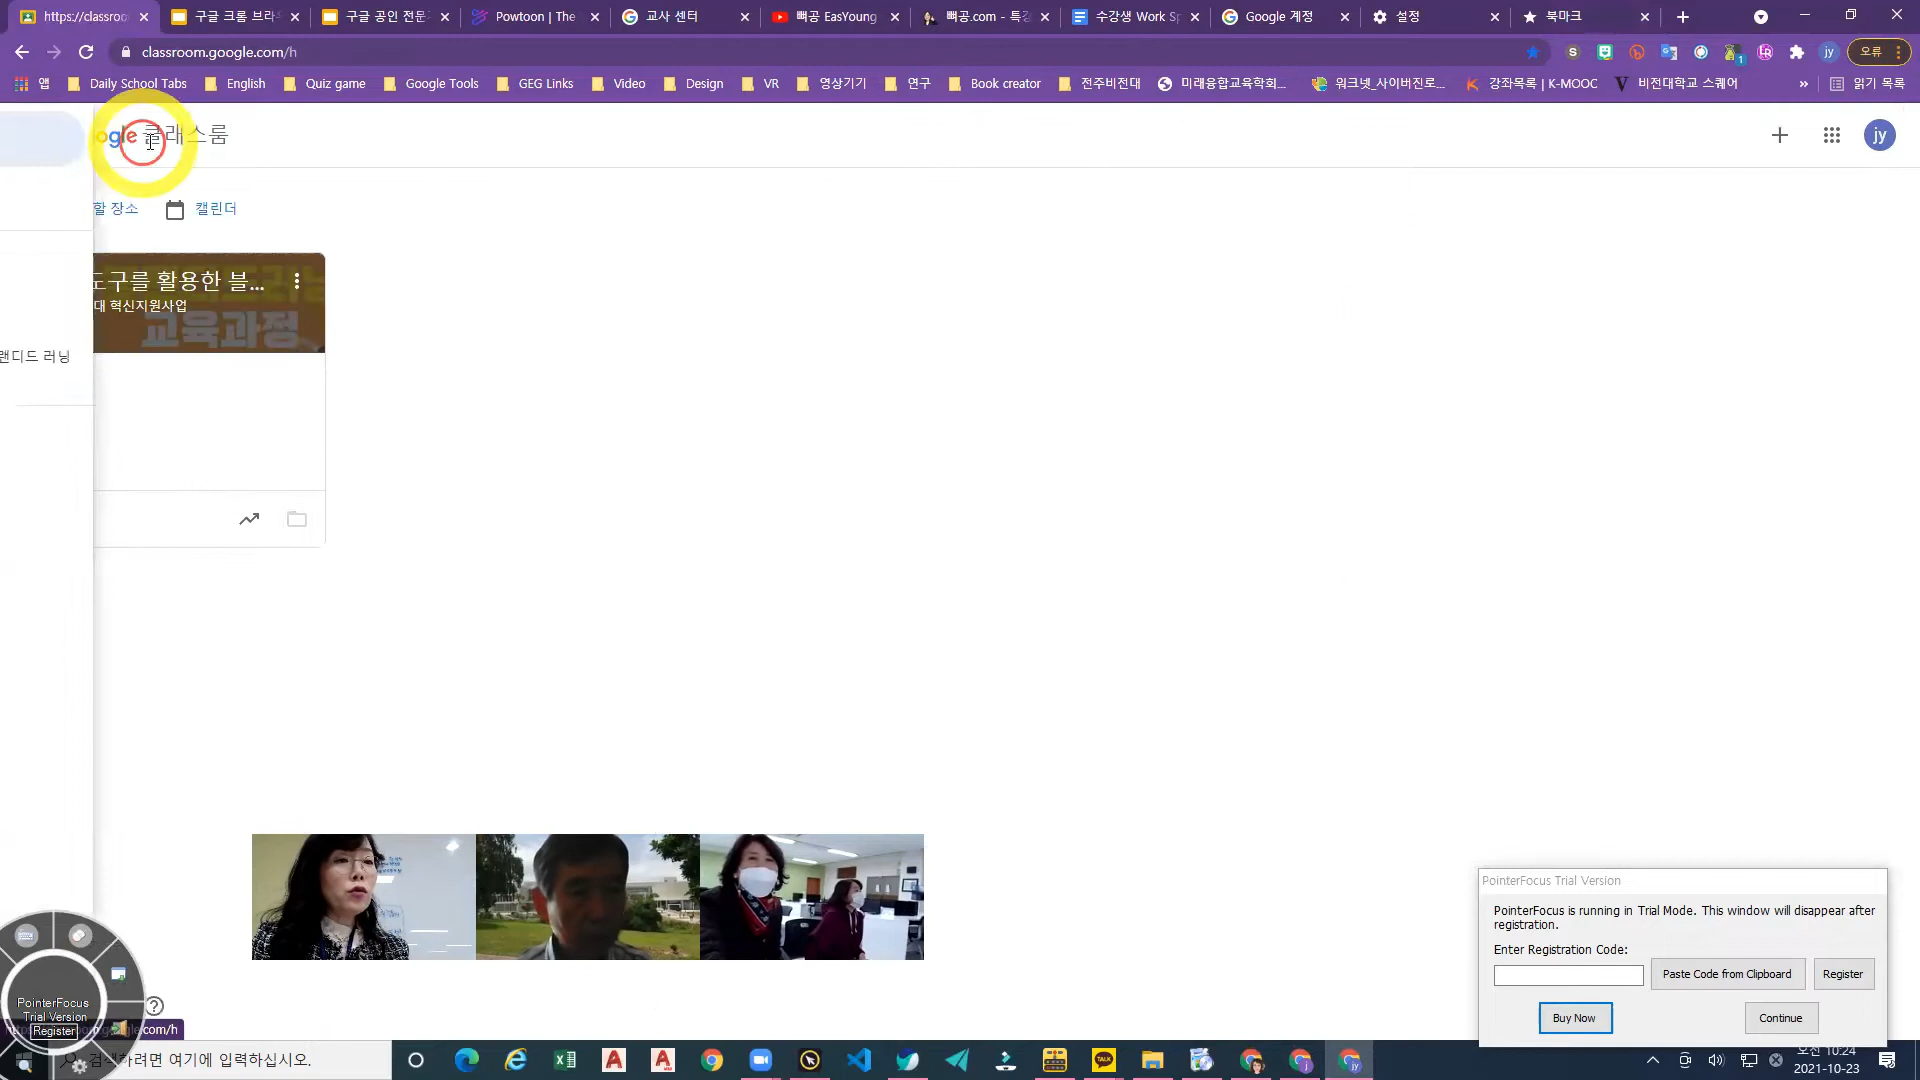 https://classroo
구글 크롬 브라
구글 공인 전문
Powtoon | The
교사 센터
뻐공 EasYoung
뻐공.com - 특강
수강생 Work Sp
Google 계정
설정
북마크
classroom.google.com/h
jy
오류
앱
Daily School Tabs
English
Quiz game
Google Tools
GEG Links
Video
Design
VR
영상기기
연구
Book creator
전주비전대
미래융합교육학회...
워크넷_사이버진로...
강좌목록 | K-MOOC
비전대학교 스퀘어
»
읽기 목록
ogle 클래스룸
jy
할 장소
캘린더
도구를 활용한 블...
대 혁신지원사업
교육과정
랜디드 러닝
PointerFocus Trial Version
PointerFocus is running in Trial Mode. This window will disappear after
registration.
Enter Registration Code:
Paste Code from Clipboard
Register
Buy Now
Continue
PointerFocus
Trial Version
Register
gle.com/h
검색하려면 여기에 입력하십시오.
TALK
오전 10:24
2021-10-23